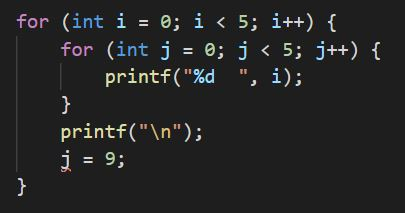 for (int i = 0; i < 5; i++) {
    for (int j = 0; j < 5; j++) {
        printf("%d  ", i);
    }
    printf("\n");
    j = 9;
}